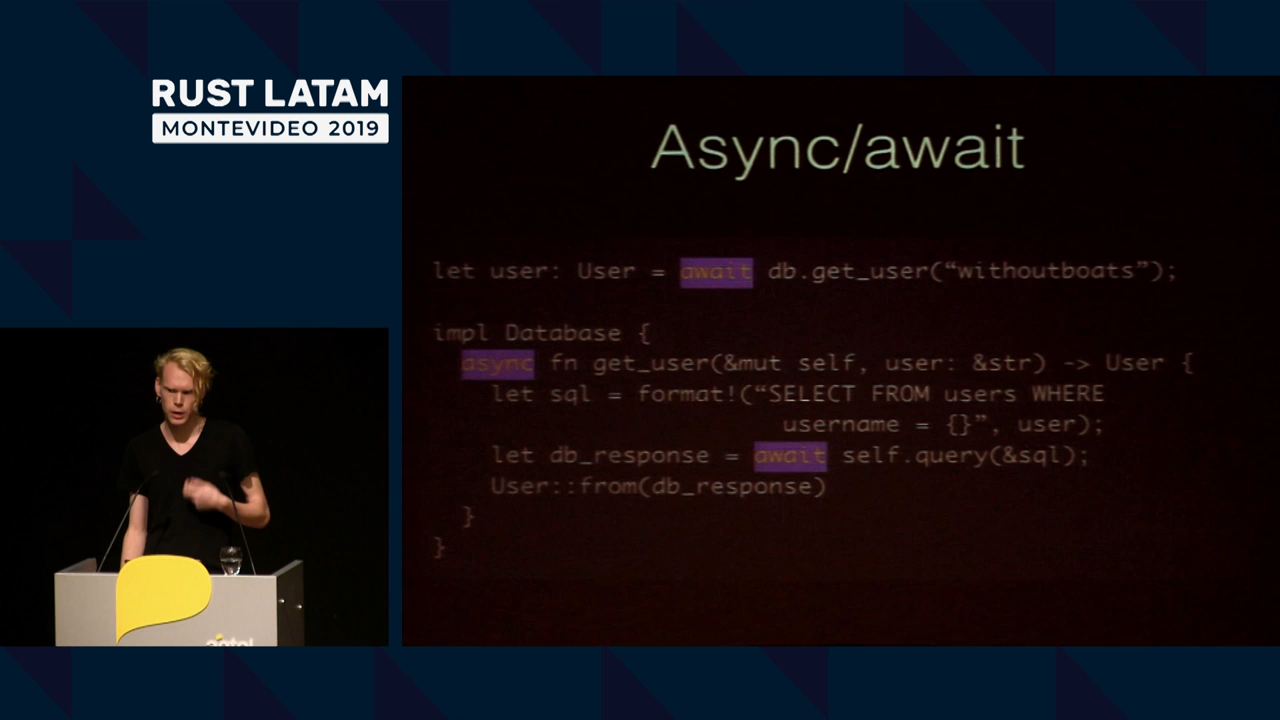 RUST LATAM
MONTEVIDEO 2019
Async/await
let user: User = await db.get_user(“withoutboats”);
impl Database {
async fn get_user(&mut self, user: &str) -> User {
let sql = format!(“SELECT FROM users WHERE
username = {}”, user);
let db_response = await self.query(&sql);
User::from(db_response)
}
}